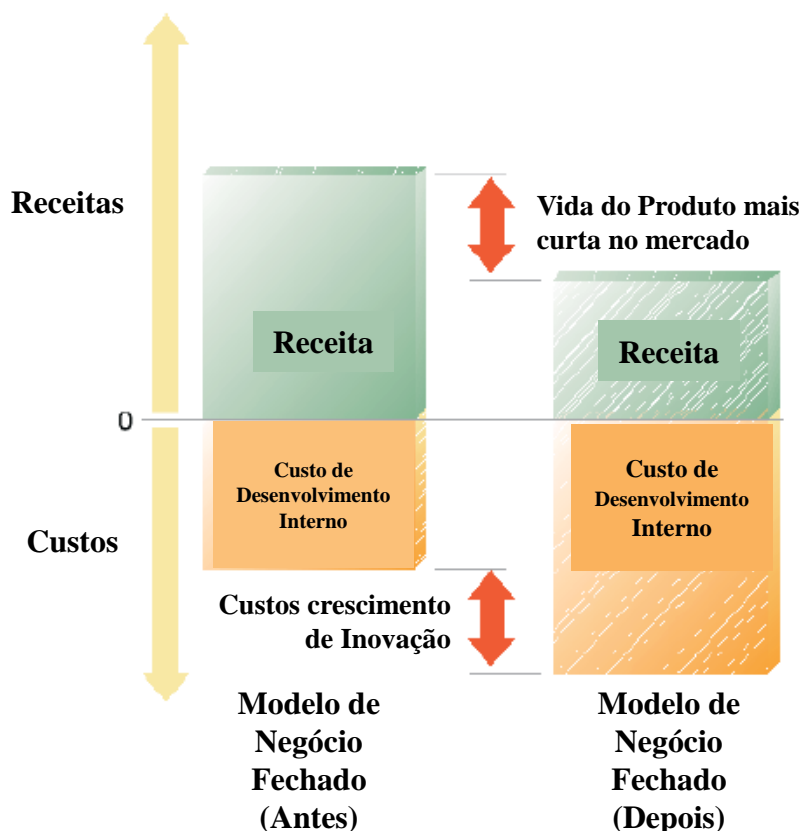 Receitas
Vida do Produto mais
curta no mercado
Receita
Receita
0
Custo de
Desenvolvimento
Interno
Custo de
Desenvolvimento
Interno
Custos
Custos crescimento
de Inovação
Modelo de
Negócio
Fechado
(Antes)
Modelo de
Negócio
Fechado
(Depois)